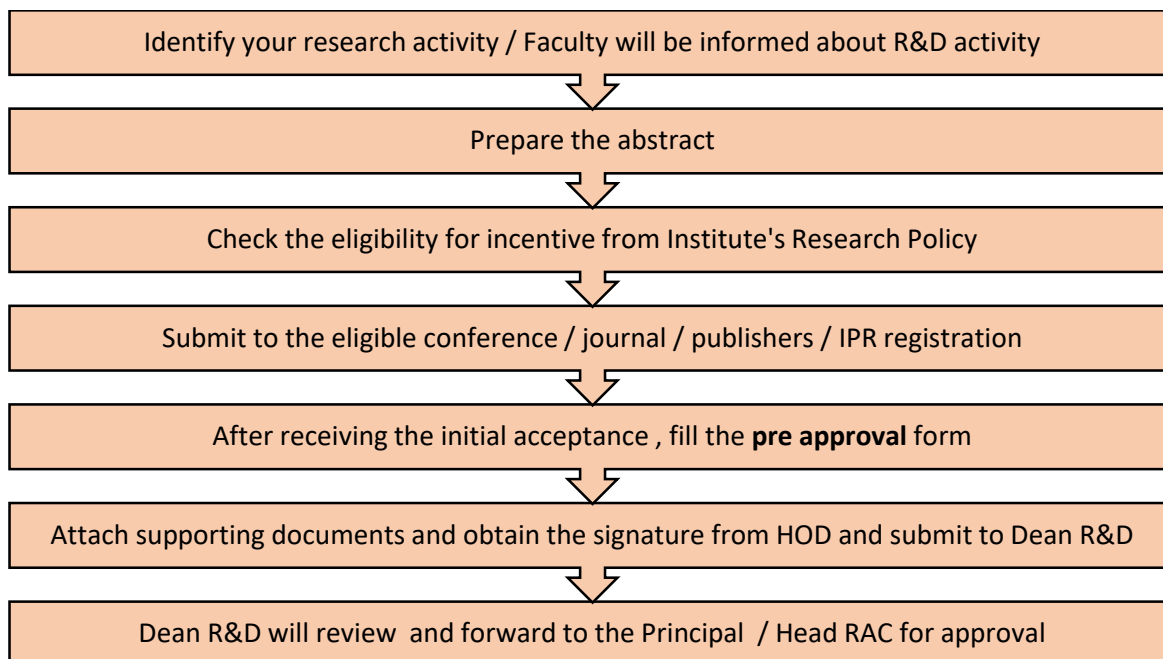 Identify your research activity / Faculty will be informed about R&D activity
Prepare the abstract
Check the eligibility for incentive from Institute's Research Policy
Submit to the eligible conference / journal / publishers / IPR registration
After receiving the initial acceptance , fill the pre approval form
Attach supporting documents and obtain the signature from HOD and submit to Dean R&D
Dean R&D will review  and forward to the Principal  / Head RAC for approval